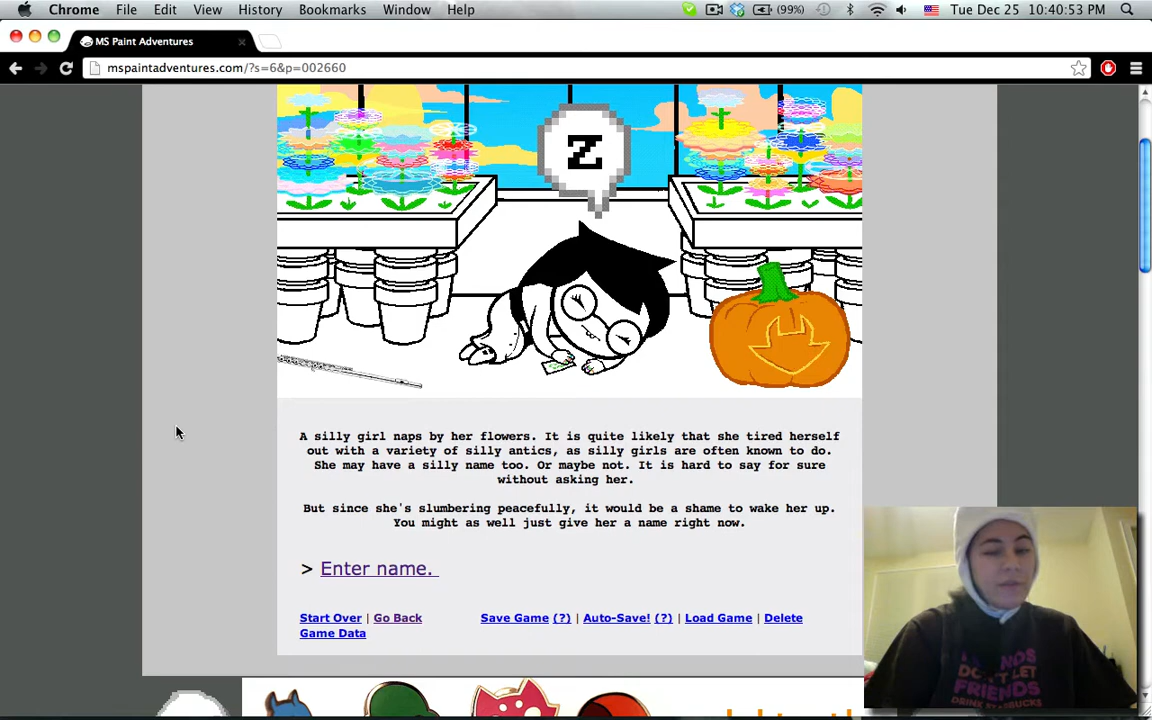 Chrome File Edit View History Bookmarks Window Help (99%) Tue Dec 25 10:40:53 PM
MS Paint Adventures
mspaintadventures.com/?s=6&p=002660
Z
A silly girl naps by her flowers. It is quite likely that she tired herself
out with a variety of silly antics, as silly girls are often known to do.
She may have a silly name too. Or maybe not. It is hard to say for sure
without asking her.
But since she's slumbering peacefully, it would be a shame to wake her up.
You might as well just give her a name right now.
> Enter name.
Start Over | Go Back Save Game (?) | Auto-Save! (?) | Load Game | Delete
Game Data
DON'T LET
FRIENDS
DRINK STARBUCKS